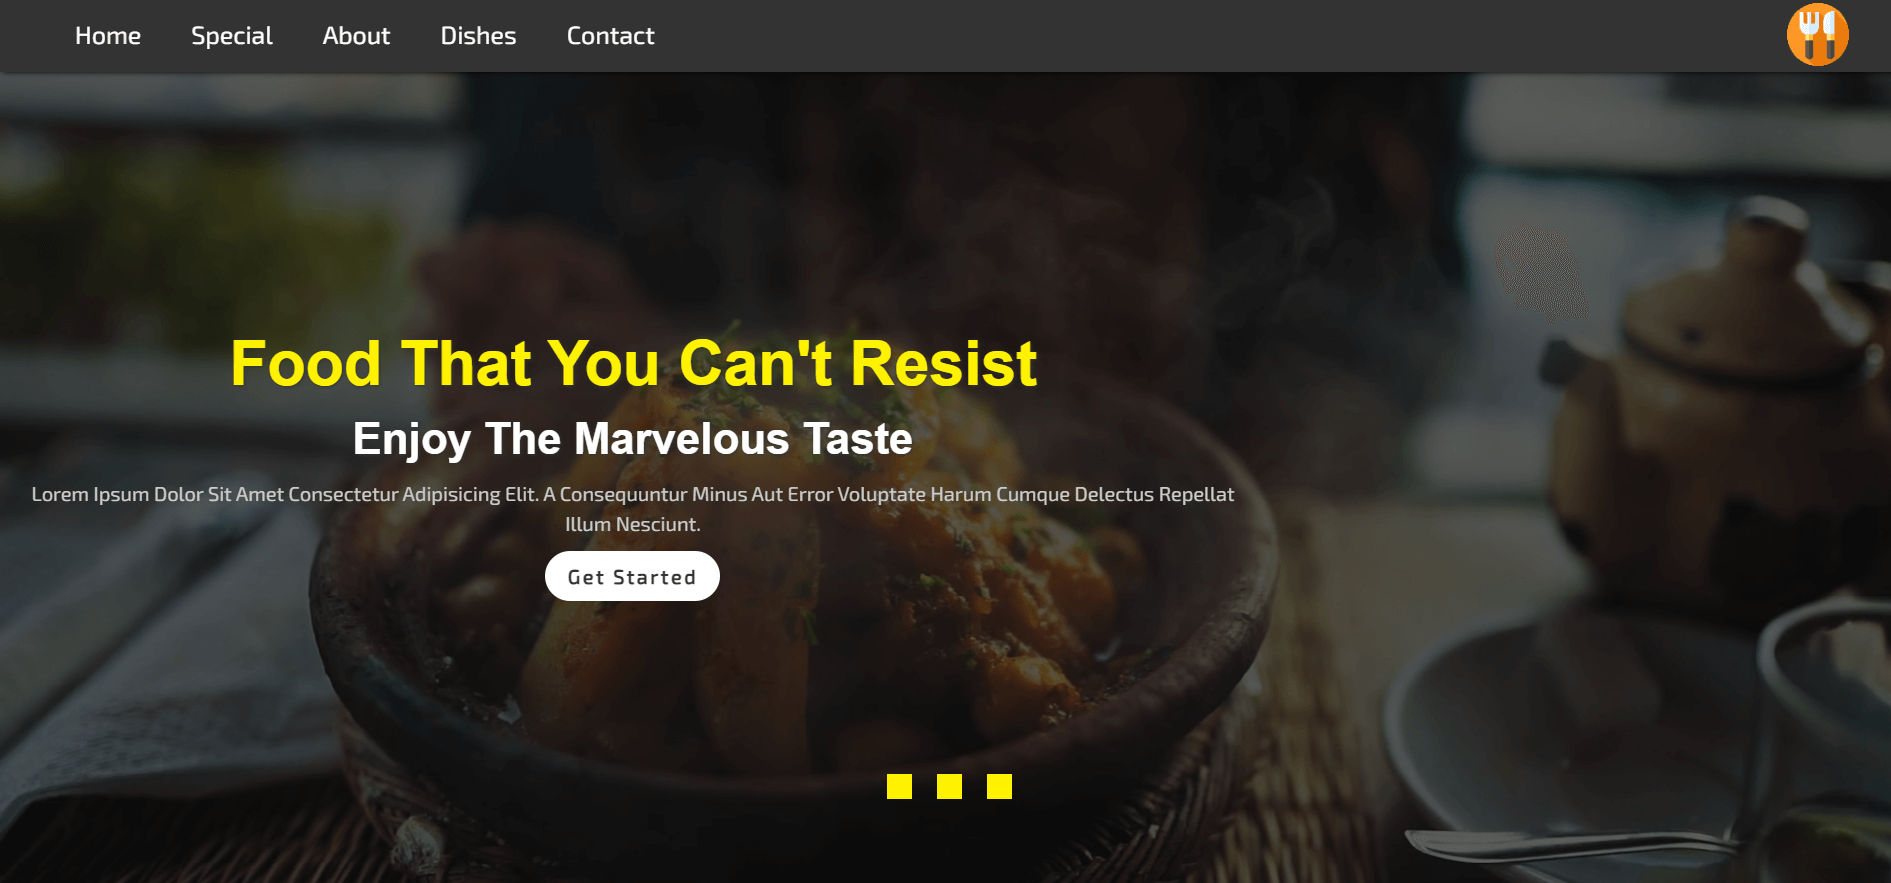 Home Special About Dishes Contact
Food That You Can't Resist
Enjoy The Marvelous Taste
Lorem Ipsum Dolor Sit Amet Consectetur Adipisicing Elit. A Consequuntur Minus Aut Error Voluptate Harum Cumque Delectus Repellat
Illum Nesciunt.
Get Started